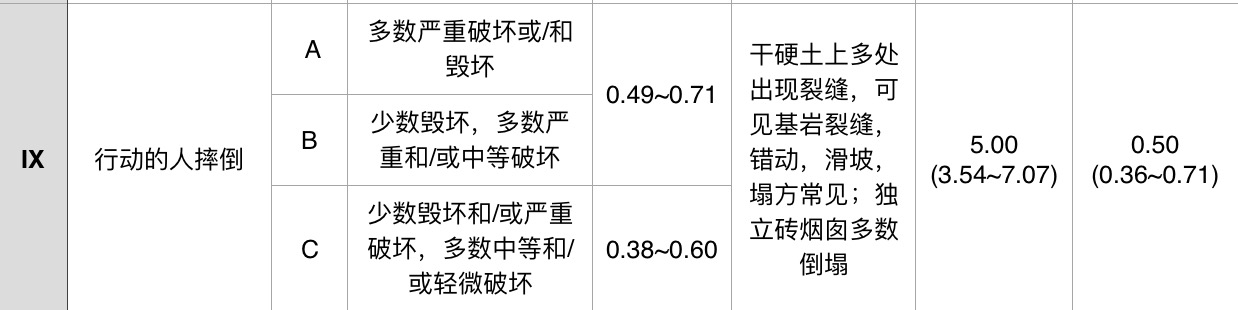 IX
行动的人摔倒
A
多数严重破坏或/和
毁坏
B
少数毁坏，多数严
重和/或中等破坏
0.49~0.71
C
少数毁坏和/或严重
破坏，多数中等和/
或轻微破坏
0.38~0.60
干硬土上多处
出现裂缝，可
见基岩裂缝，
错动，滑坡，
塌方常见；独
立砖烟囱多数
倒塌
5.00
(3.54~7.07)
0.50
(0.36~0.71)